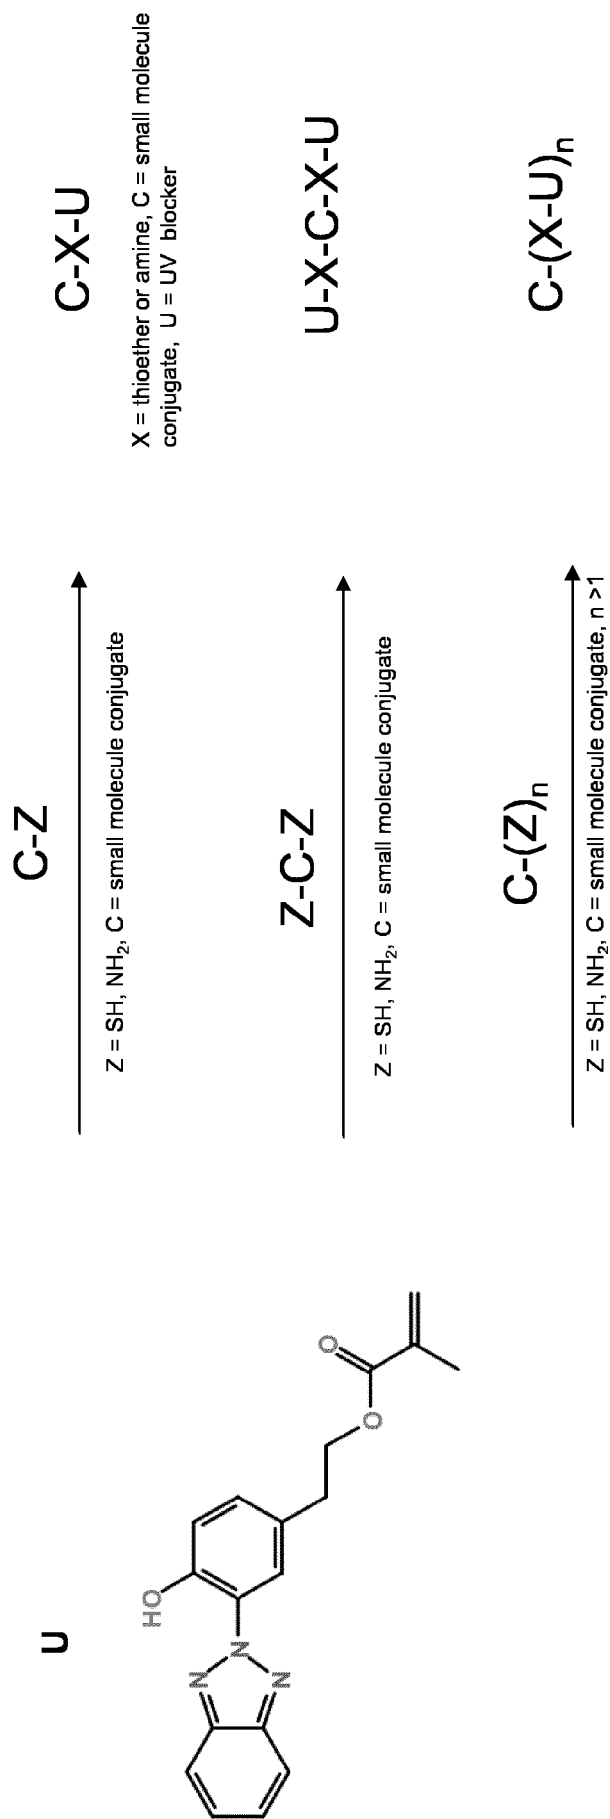 U
HO
N
N
N
O
O
C-Z
Z = SH, NH₂, C = small molecule conjugate
C-X-U
X = thioether or amine, C = small molecule
conjugate, U = UV blocker
Z-C-Z
Z = SH, NH₂, C = small molecule conjugate
U-X-C-X-U
C-(Z)ₙ
Z = SH, NH₂, C = small molecule conjugate, n >1
C-(X-U)ₙ